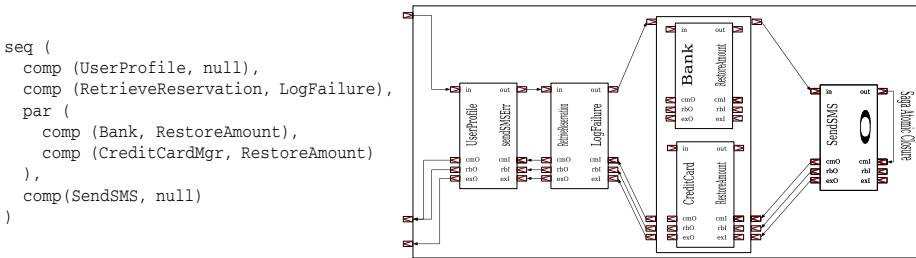 seq (
comp (UserProfile, null),
comp (RetrieveReservation, LogFailure),
par (
comp (Bank, RestoreAmount),
comp (CreditCardMgr, RestoreAmount)
),
comp(SendSMS, null)
)
in out
UserProfile
sendSMSErr
cmO cmI
rbO rbI
exO exI
in out
RetrieveReservation
LogFailure
cmO cmI
rbO rbI
exO exI
in out
Bank
RestoreAmount
cmO cmI
rbO rbI
exO exI
in out
CreditCard
RestoreAmount
cmO cmI
rbO rbI
exO exI
in out
SendSMS
0
cmO cmI
rbO rbI
exO exI
Saga Atomic Closure